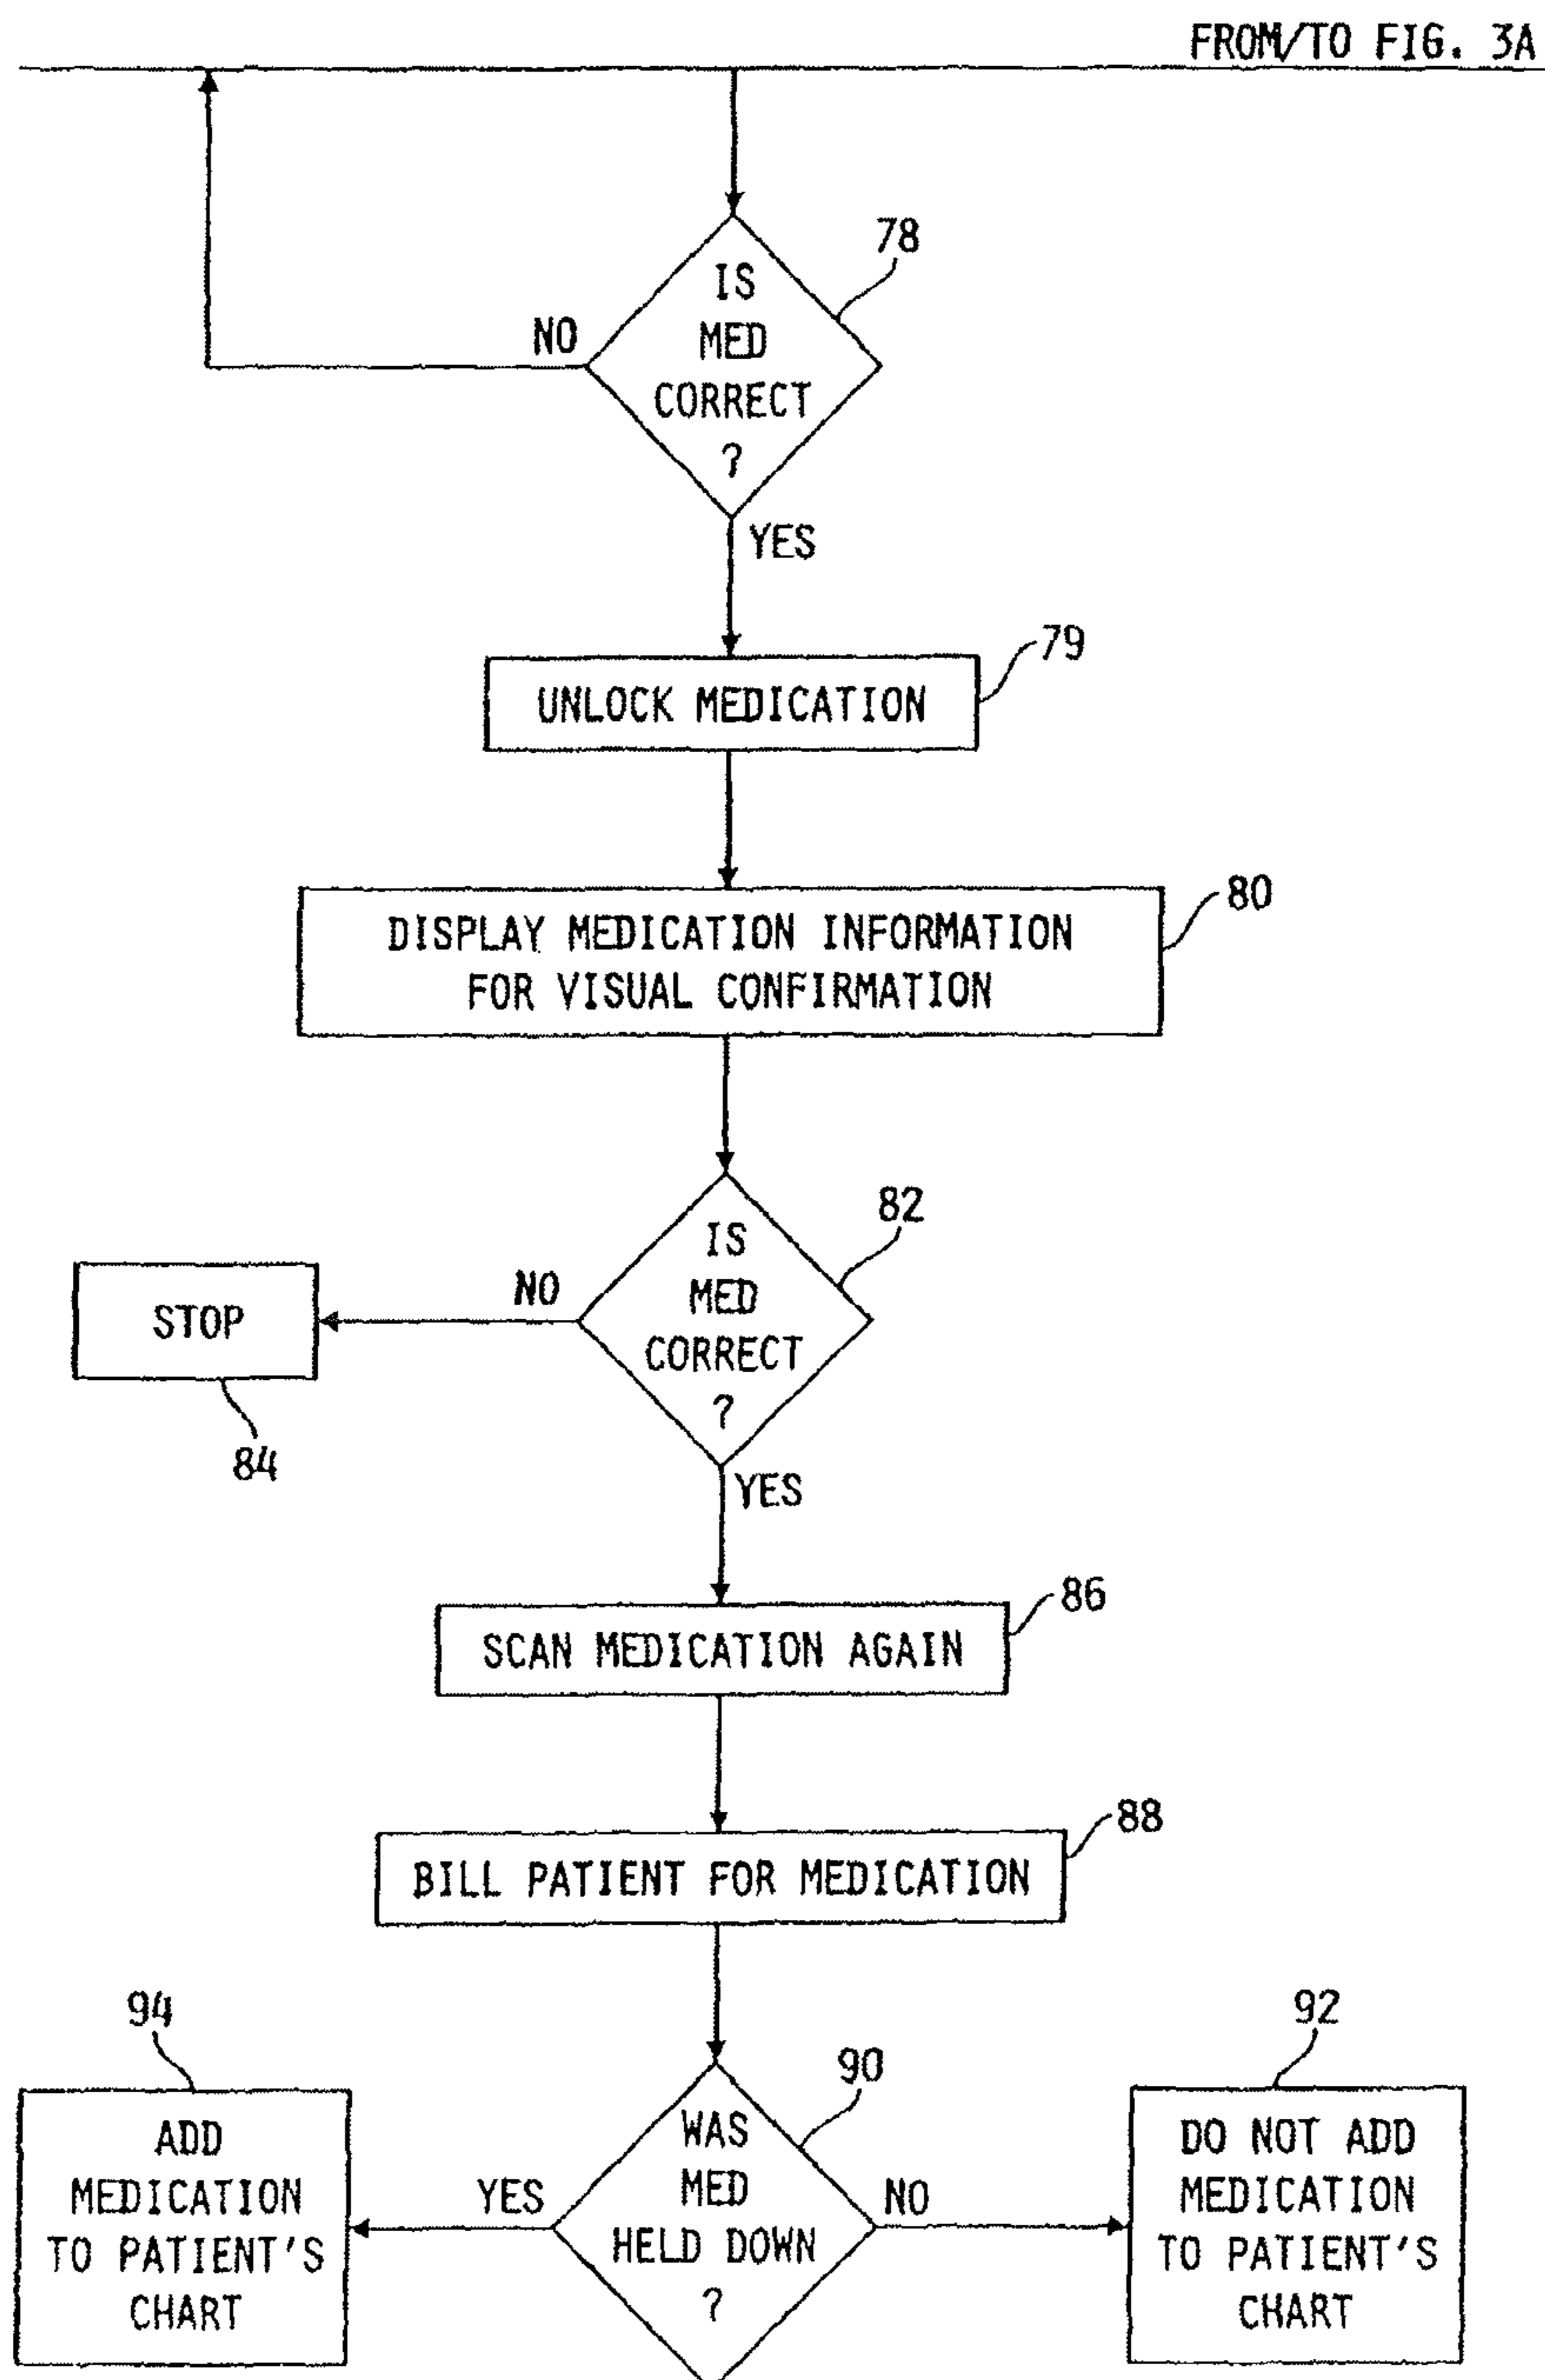 FROM/TO FIG. 3A
78
IS
MED
CORRECT
?
NO
YES
79
UNLOCK MEDICATION
80
DISPLAY MEDICATION INFORMATION
FOR VISUAL CONFIRMATION
82
IS
MED
CORRECT
?
NO
STOP
84
YES
86
SCAN MEDICATION AGAIN
88
BILL PATIENT FOR MEDICATION
90
WAS
MED
HELD DOWN
?
YES
94
ADD
MEDICATION
TO PATIENT'S
CHART
NO
92
DO NOT ADD
MEDICATION
TO PATIENT'S
CHART